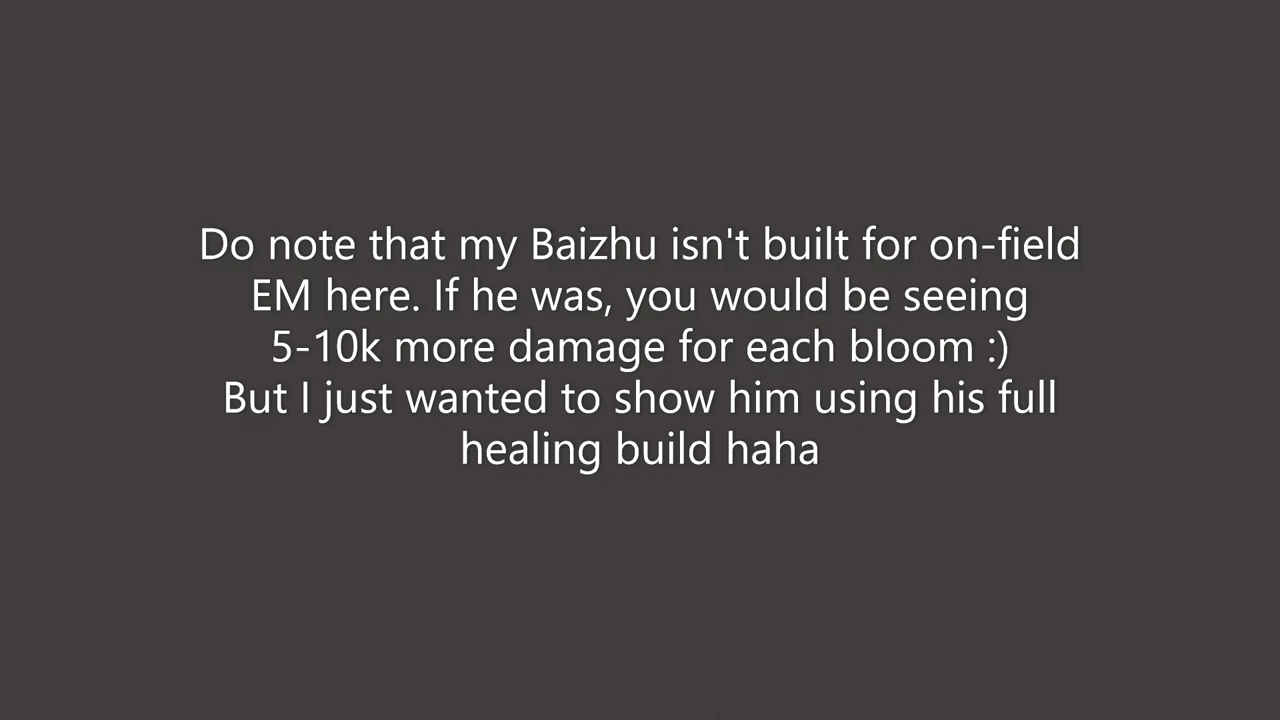 Do note that my Baizhu isn't built for on-field
EM here. If he was, you would be seeing
5-10k more damage for each bloom :)
But I just wanted to show him using his full
healing build haha